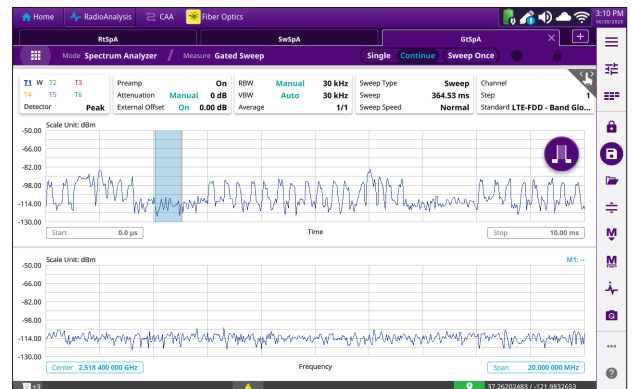 Home RadioAnalysis CAA Fiber Optics 3:10 PM
06/30/2020
RtSpA SwSpA GtSpA
Mode Spectrum Analyzer / Measure Gated Sweep Single Continue Sweep Once
T1 W T2 T3 Preamp On RBW Manual 30 kHz Sweep Type Sweep Channel
T4 T5 T6 Attenuation Manual 0 dB VBW Auto 30 kHz Sweep 364.53 ms Step 1
Detector Peak External Offset On 0.00 dB Average 1/1 Sweep Speed Normal Standard LTE-FDD - Band Glo...
Scale Unit: dBm
-50.00
-66.00
-82.00
-98.00
-114.00
-130.00
Start 0.0 μs Time Stop 10.00 ms
Scale Unit: dBm M1: --
-50.00
-66.00
-82.00
-98.00
-114.00
-130.00
Center 2.518 400 000 GHz Frequency Span 20.000 000 MHz
+3 37.26202483 / -121.9832653